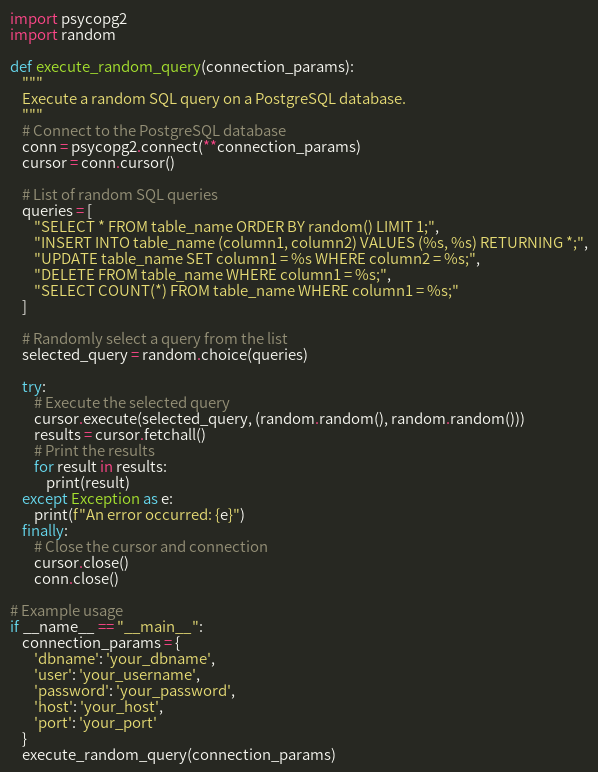 import psycopg2
import random

def execute_random_query(connection_params):
    """
    Execute a random SQL query on a PostgreSQL database.
    """
    # Connect to the PostgreSQL database
    conn = psycopg2.connect(**connection_params)
    cursor = conn.cursor()

    # List of random SQL queries
    queries = [
        "SELECT * FROM table_name ORDER BY random() LIMIT 1;",
        "INSERT INTO table_name (column1, column2) VALUES (%s, %s) RETURNING *;",
        "UPDATE table_name SET column1 = %s WHERE column2 = %s;",
        "DELETE FROM table_name WHERE column1 = %s;",
        "SELECT COUNT(*) FROM table_name WHERE column1 = %s;"
    ]

    # Randomly select a query from the list
    selected_query = random.choice(queries)

    try:
        # Execute the selected query
        cursor.execute(selected_query, (random.random(), random.random()))
        results = cursor.fetchall()
        # Print the results
        for result in results:
            print(result)
    except Exception as e:
        print(f"An error occurred: {e}")
    finally:
        # Close the cursor and connection
        cursor.close()
        conn.close()

# Example usage
if __name__ == "__main__":
    connection_params = {
        'dbname': 'your_dbname',
        'user': 'your_username',
        'password': 'your_password',
        'host': 'your_host',
        'port': 'your_port'
    }
    execute_random_query(connection_params)